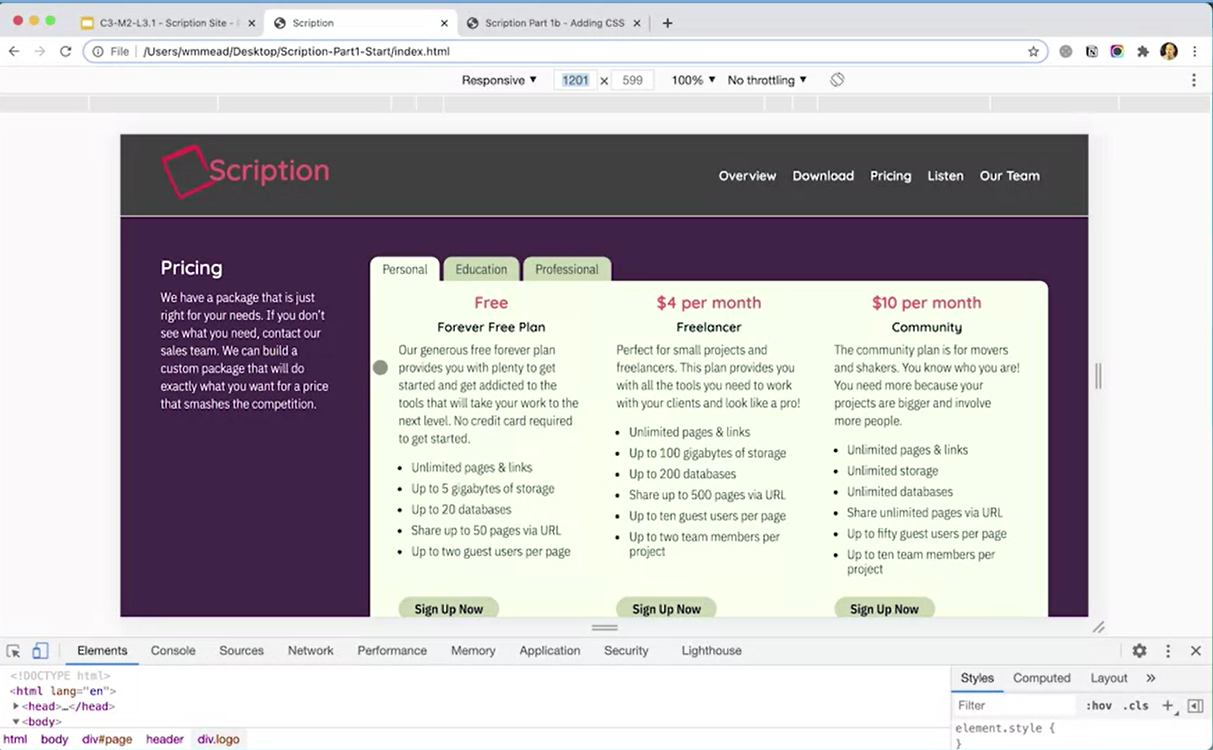 C3-M2-L3.1 - Scription Site -
Scription
Scription Part 1b - Adding CSS
File
/Users/wmmead/Desktop/Scription-Part1-Start/index.html
Responsive
1201 × 599
100%
No throttling
Scription
Overview Download Pricing Listen Our Team
Pricing
We have a package that is just
right for your needs. If you don't
see what you need, contact our
sales team. We can build a
custom package that will do
exactly what you want for a price
that smashes the competition.
Personal Education Professional
Free
Forever Free Plan
Our generous free forever plan
provides you with plenty to get
started and get addicted to the
tools that will take your work to the
next level. No credit card required
to get started.
• Unlimited pages & links
• Up to 5 gigabytes of storage
• Up to 20 databases
• Share up to 50 pages via URL
• Up to two guest users per page
Sign Up Now
$4 per month
Freelancer
Perfect for small projects and
freelancers. This plan provides you
with all the tools you need to work
with your clients and look like a pro!
• Unlimited pages & links
• Up to 100 gigabytes of storage
• Up to 200 databases
• Share up to 500 pages via URL
• Up to ten guest users per page
• Up to two team members per
project
Sign Up Now
$10 per month
Community
The community plan is for movers
and shakers. You know who you are!
You need more because your
projects are bigger and involve
more people.
• Unlimited pages & links
• Unlimited storage
• Unlimited databases
• Share unlimited pages via URL
• Up to fifty guest users per page
• Up to ten team members per
project
Sign Up Now
Elements Console Sources Network Performance Memory Application Security Lighthouse
<!DOCTYPE html>
<html lang="en">
<head>…</head>
<body>
html body div#page header div.logo
Styles Computed Layout
Filter :hov .cls
element.style {
}